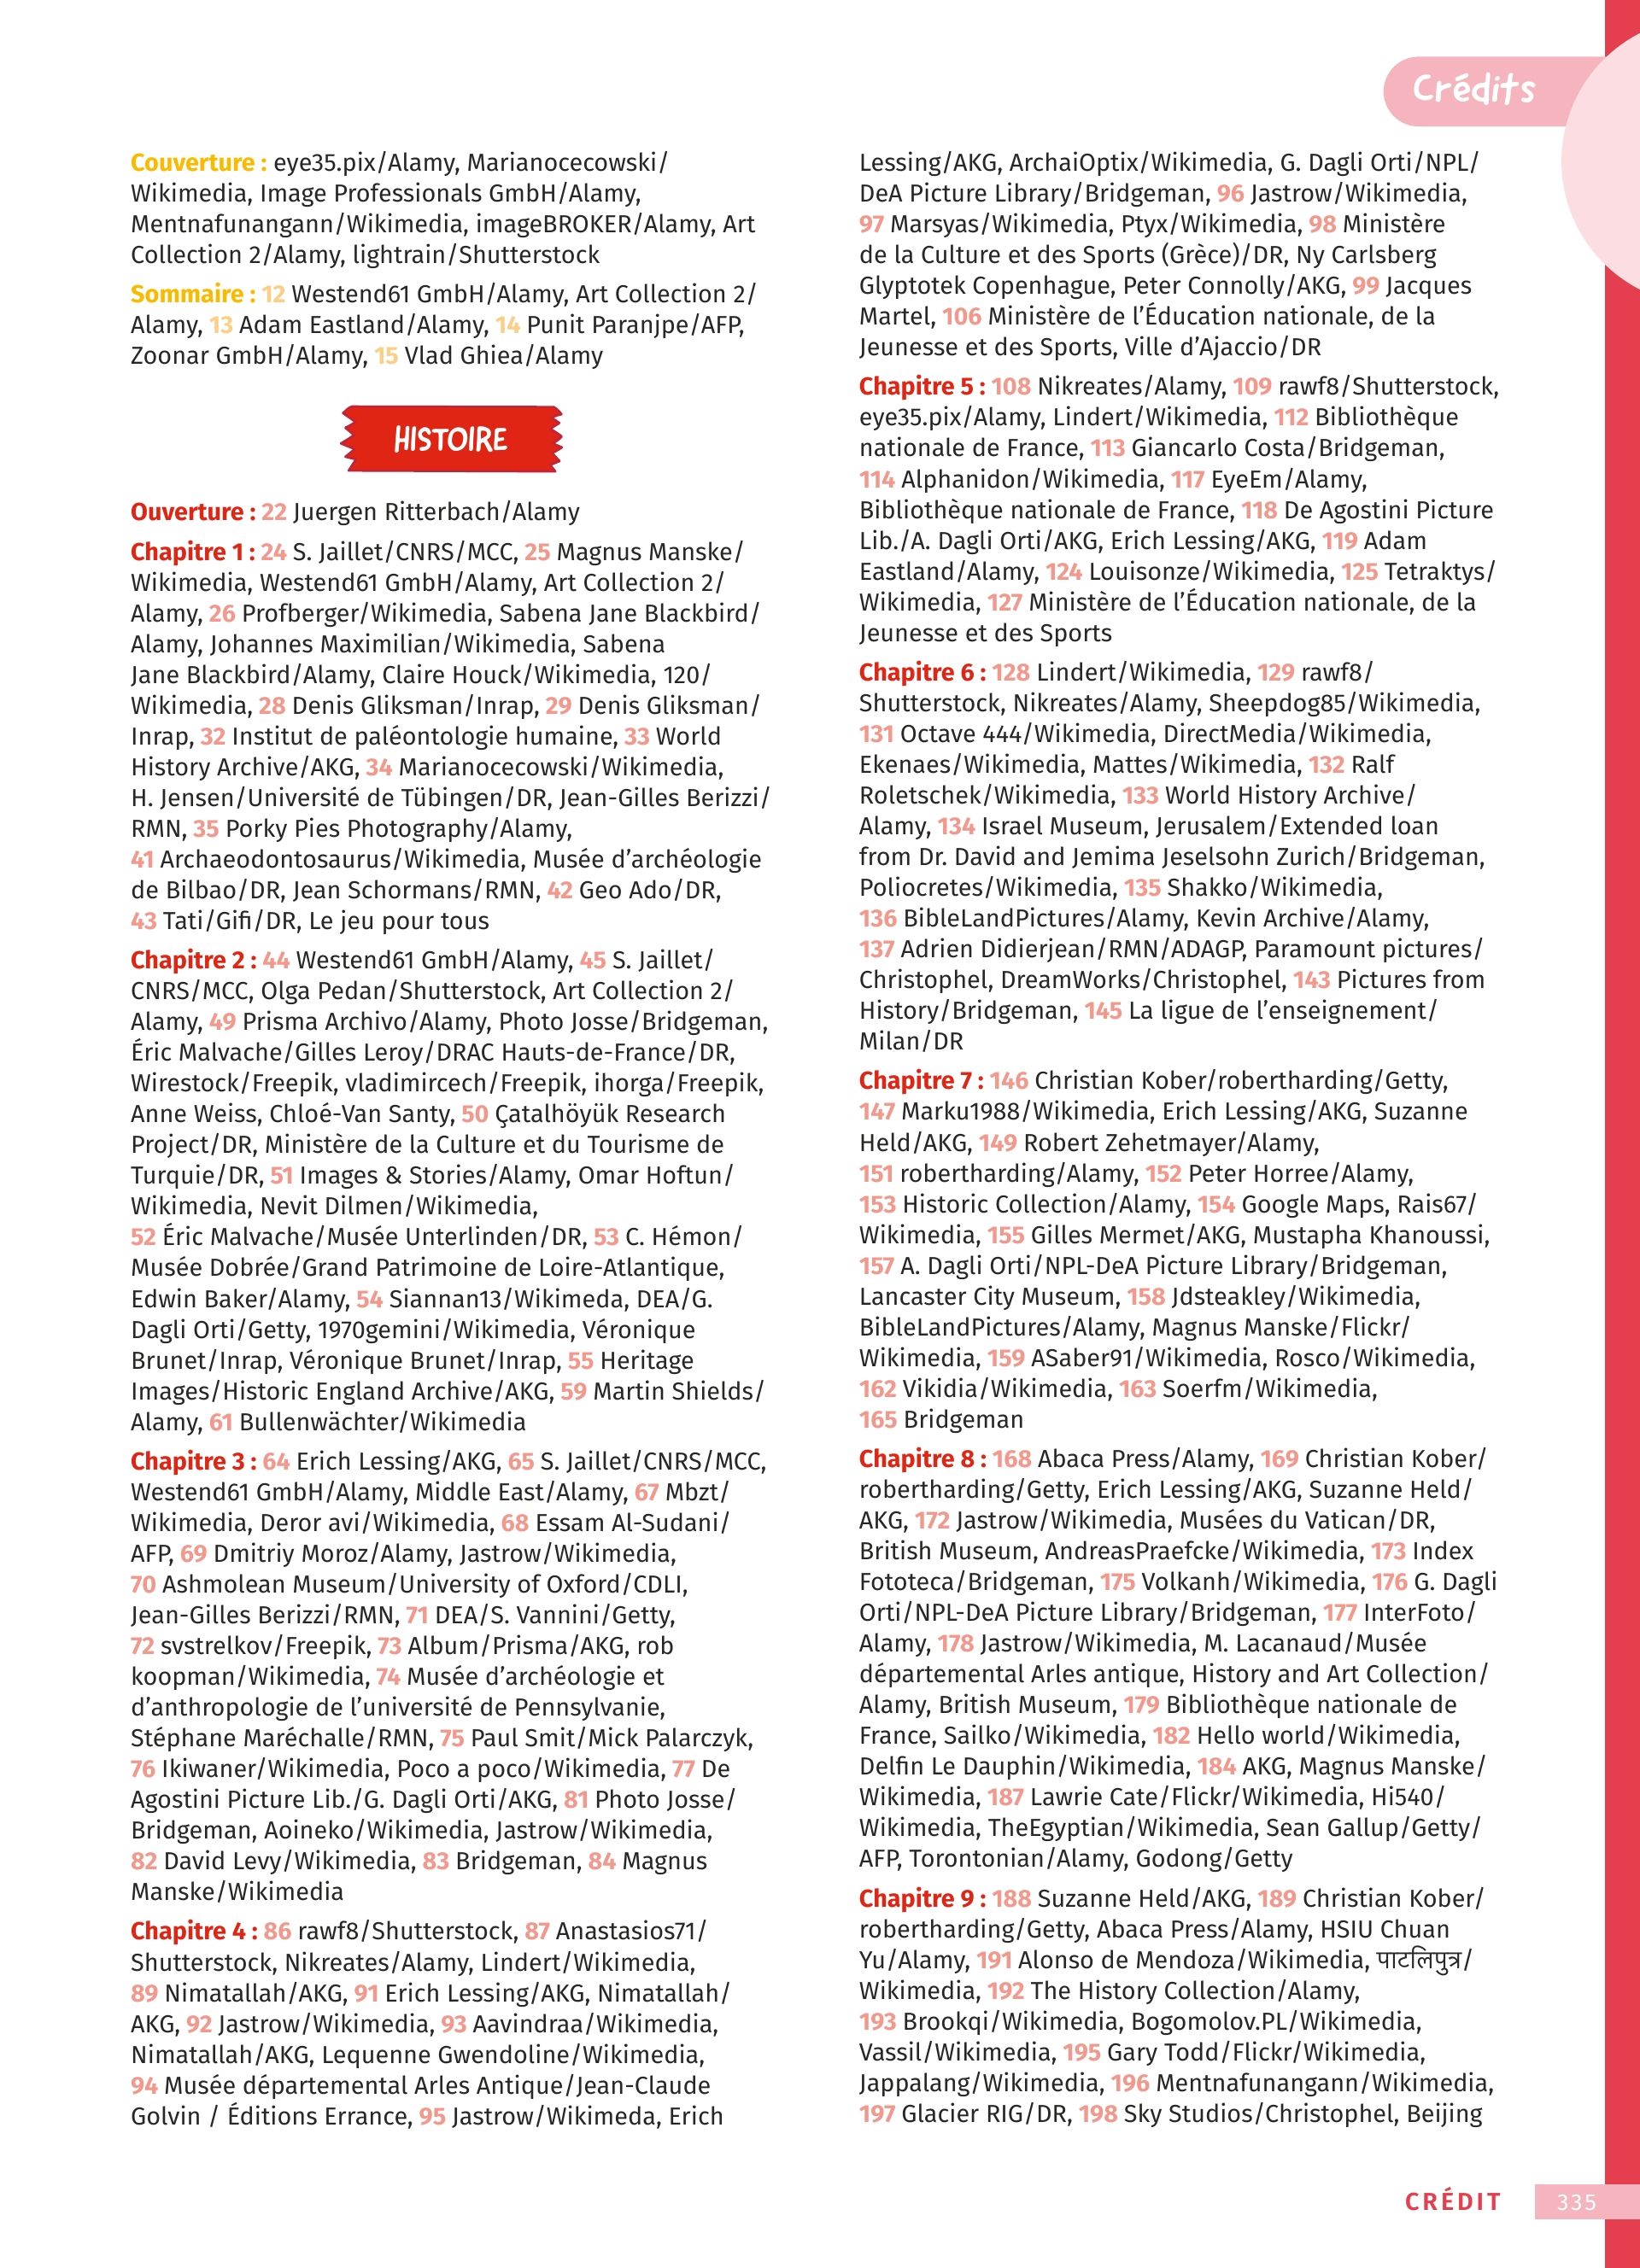 Crédits
Couverture : eye35.pix/Alamy, Marianocecowski/
Wikimedia, Image Professionals GmbH/Alamy,
Mentnafunangann/Wikimedia, imageBROKER/Alamy, Art
Collection 2/Alamy, lightrain/Shutterstock
Sommaire : 12 Westend61 GmbH/Alamy, Art Collection 2/
Alamy, 13 Adam Eastland/Alamy, 14 Punit Paranjpe/AFP,
Zoonar GmbH/Alamy, 15 Vlad Ghiea/Alamy
HISTOIRE
Ouverture : 22 Juergen Ritterbach/Alamy
Chapitre 1 : 24 S. Jaillet/CNRS/MCC, 25 Magnus Manske/
Wikimedia, Westend61 GmbH/Alamy, Art Collection 2/
Alamy, 26 Profberger/Wikimedia, Sabena Jane Blackbird/
Alamy, Johannes Maximilian/Wikimedia, Sabena
Jane Blackbird/Alamy, Claire Houck/Wikimedia, 120/
Wikimedia, 28 Denis Gliksman/Inrap, 29 Denis Gliksman/
Inrap, 32 Institut de paléontologie humaine, 33 World
History Archive/AKG, 34 Marianocecowski/Wikimedia,
H. Jensen/Université de Tübingen/DR, Jean-Gilles Berizzi/
RMN, 35 Porky Pies Photography/Alamy,
41 Archaeodontosaurus/Wikimedia, Musée d’archéologie
de Bilbao/DR, Jean Schormans/RMN, 42 Geo Ado/DR,
43 Tati/Gifi/DR, Le jeu pour tous
Chapitre 2 : 44 Westend61 GmbH/Alamy, 45 S. Jaillet/
CNRS/MCC, Olga Pedan/Shutterstock, Art Collection 2/
Alamy, 49 Prisma Archivo/Alamy, Photo Josse/Bridgeman,
Éric Malvache/Gilles Leroy/DRAC Hauts-de-France/DR,
Wirestock/Freepik, vladimircech/Freepik, ihorga/Freepik,
Anne Weiss, Chloé-Van Santy, 50 Çatalhöyük Research
Project/DR, Ministère de la Culture et du Tourisme de
Turquie/DR, 51 Images & Stories/Alamy, Omar Hoftun/
Wikimedia, Nevit Dilmen/Wikimedia,
52 Éric Malvache/Musée Unterlinden/DR, 53 C. Hémon/
Musée Dobrée/Grand Patrimoine de Loire-Atlantique,
Edwin Baker/Alamy, 54 Siannan13/Wikimeda, DEA/G.
Dagli Orti/Getty, 1970gemini/Wikimedia, Véronique
Brunet/Inrap, Véronique Brunet/Inrap, 55 Heritage
Images/Historic England Archive/AKG, 59 Martin Shields/
Alamy, 61 Bullenwächter/Wikimedia
Chapitre 3 : 64 Erich Lessing/AKG, 65 S. Jaillet/CNRS/MCC,
Westend61 GmbH/Alamy, Middle East/Alamy, 67 Mbzt/
Wikimedia, Deror avi/Wikimedia, 68 Essam Al-Sudani/
AFP, 69 Dmitriy Moroz/Alamy, Jastrow/Wikimedia,
70 Ashmolean Museum/University of Oxford/CDLI,
Jean-Gilles Berizzi/RMN, 71 DEA/S. Vannini/Getty,
72 svstrelkov/Freepik, 73 Album/Prisma/AKG, rob
koopman/Wikimedia, 74 Musée d’archéologie et
d’anthropologie de l’université de Pennsylvanie,
Stéphane Maréchalle/RMN, 75 Paul Smit/Mick Palarczyk,
76 Ikiwaner/Wikimedia, Poco a poco/Wikimedia, 77 De
Agostini Picture Lib./G. Dagli Orti/AKG, 81 Photo Josse/
Bridgeman, Aoineko/Wikimedia, Jastrow/Wikimedia,
82 David Levy/Wikimedia, 83 Bridgeman, 84 Magnus
Manske/Wikimedia
Chapitre 4 : 86 rawf8/Shutterstock, 87 Anastasios71/
Shutterstock, Nikreates/Alamy, Lindert/Wikimedia,
89 Nimatallah/AKG, 91 Erich Lessing/AKG, Nimatallah/
AKG, 92 Jastrow/Wikimedia, 93 Aavindraa/Wikimedia,
Nimatallah/AKG, Lequenne Gwendoline/Wikimedia,
94 Musée départemental Arles Antique/Jean-Claude
Golvin / Éditions Errance, 95 Jastrow/Wikimeda, Erich
Lessing/AKG, ArchaiOptix/Wikimedia, G. Dagli Orti/NPL/
DeA Picture Library/Bridgeman, 96 Jastrow/Wikimedia,
97 Marsyas/Wikimedia, Ptyx/Wikimedia, 98 Ministère
de la Culture et des Sports (Grèce)/DR, Ny Carlsberg
Glyptotek Copenhague, Peter Connolly/AKG, 99 Jacques
Martel, 106 Ministère de l’Éducation nationale, de la
Jeunesse et des Sports, Ville d’Ajaccio/DR
Chapitre 5 : 108 Nikreates/Alamy, 109 rawf8/Shutterstock,
eye35.pix/Alamy, Lindert/Wikimedia, 112 Bibliothèque
nationale de France, 113 Giancarlo Costa/Bridgeman,
114 Alphanidon/Wikimedia, 117 EyeEm/Alamy,
Bibliothèque nationale de France, 118 De Agostini Picture
Lib./A. Dagli Orti/AKG, Erich Lessing/AKG, 119 Adam
Eastland/Alamy, 124 Louisonze/Wikimedia, 125 Tetraktys/
Wikimedia, 127 Ministère de l’Éducation nationale, de la
Jeunesse et des Sports
Chapitre 6 : 128 Lindert/Wikimedia, 129 rawf8/
Shutterstock, Nikreates/Alamy, Sheepdog85/Wikimedia,
131 Octave 444/Wikimedia, DirectMedia/Wikimedia,
Ekenaes/Wikimedia, Mattes/Wikimedia, 132 Ralf
Roletschek/Wikimedia, 133 World History Archive/
Alamy, 134 Israel Museum, Jerusalem/Extended loan
from Dr. David and Jemima Jeselsohn Zurich/Bridgeman,
Poliocretes/Wikimedia, 135 Shakko/Wikimedia,
136 BibleLandPictures/Alamy, Kevin Archive/Alamy,
137 Adrien Didierjean/RMN/ADAGP, Paramount pictures/
Christophel, DreamWorks/Christophel, 143 Pictures from
History/Bridgeman, 145 La ligue de l’enseignement/
Milan/DR
Chapitre 7 : 146 Christian Kober/robertharding/Getty,
147 Marku1988/Wikimedia, Erich Lessing/AKG, Suzanne
Held/AKG, 149 Robert Zehetmayer/Alamy,
151 robertharding/Alamy, 152 Peter Horree/Alamy,
153 Historic Collection/Alamy, 154 Google Maps, Rais67/
Wikimedia, 155 Gilles Mermet/AKG, Mustapha Khanoussi,
157 A. Dagli Orti/NPL-DeA Picture Library/Bridgeman,
Lancaster City Museum, 158 Jdsteakley/Wikimedia,
BibleLandPictures/Alamy, Magnus Manske/Flickr/
Wikimedia, 159 ASaber91/Wikimedia, Rosco/Wikimedia,
162 Vikidia/Wikimedia, 163 Soerfm/Wikimedia,
165 Bridgeman
Chapitre 8 : 168 Abaca Press/Alamy, 169 Christian Kober/
robertharding/Getty, Erich Lessing/AKG, Suzanne Held/
AKG, 172 Jastrow/Wikimedia, Musées du Vatican/DR,
British Museum, AndreasPraefcke/Wikimedia, 173 Index
Fototeca/Bridgeman, 175 Volkanh/Wikimedia, 176 G. Dagli
Orti/NPL-DeA Picture Library/Bridgeman, 177 InterFoto/
Alamy, 178 Jastrow/Wikimedia, M. Lacanaud/Musée
départemental Arles antique, History and Art Collection/
Alamy, British Museum, 179 Bibliothèque nationale de
France, Sailko/Wikimedia, 182 Hello world/Wikimedia,
Delfin Le Dauphin/Wikimedia, 184 AKG, Magnus Manske/
Wikimedia, 187 Lawrie Cate/Flickr/Wikimedia, Hi540/
Wikimedia, TheEgyptian/Wikimedia, Sean Gallup/Getty/
AFP, Torontonian/Alamy, Godong/Getty
Chapitre 9 : 188 Suzanne Held/AKG, 189 Christian Kober/
robertharding/Getty, Abaca Press/Alamy, HSIU Chuan
Yu/Alamy, 191 Alonso de Mendoza/Wikimedia, पाटलिपुत्र/
Wikimedia, 192 The History Collection/Alamy,
193 Brookqi/Wikimedia, Bogomolov.PL/Wikimedia,
Vassil/Wikimedia, 195 Gary Todd/Flickr/Wikimedia,
Jappalang/Wikimedia, 196 Mentnafunangann/Wikimedia,
197 Glacier RIG/DR, 198 Sky Studios/Christophel, Beijing
CRÉDIT 335